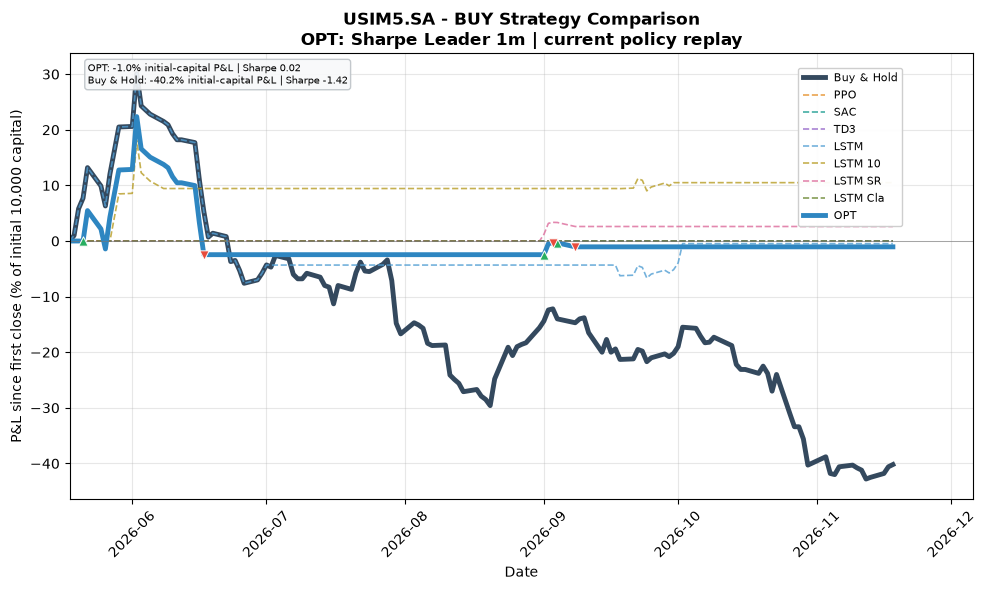 USIM5.SA - BUY Strategy Comparison
OPT: Sharpe Leader 1m | current policy replay
OPT: -1.0% initial-capital P&L | Sharpe 0.02
Buy & Hold: -40.2% initial-capital P&L | Sharpe -1.42
Buy & Hold
PPO
SAC
TD3
LSTM
LSTM 10
LSTM SR
LSTM Cla
OPT
P&L since first close (% of initial 10,000 capital)
30
20
10
0
−10
−20
−30
−40
2026-06
2026-07
2026-08
2026-09
2026-10
2026-11
2026-12
Date